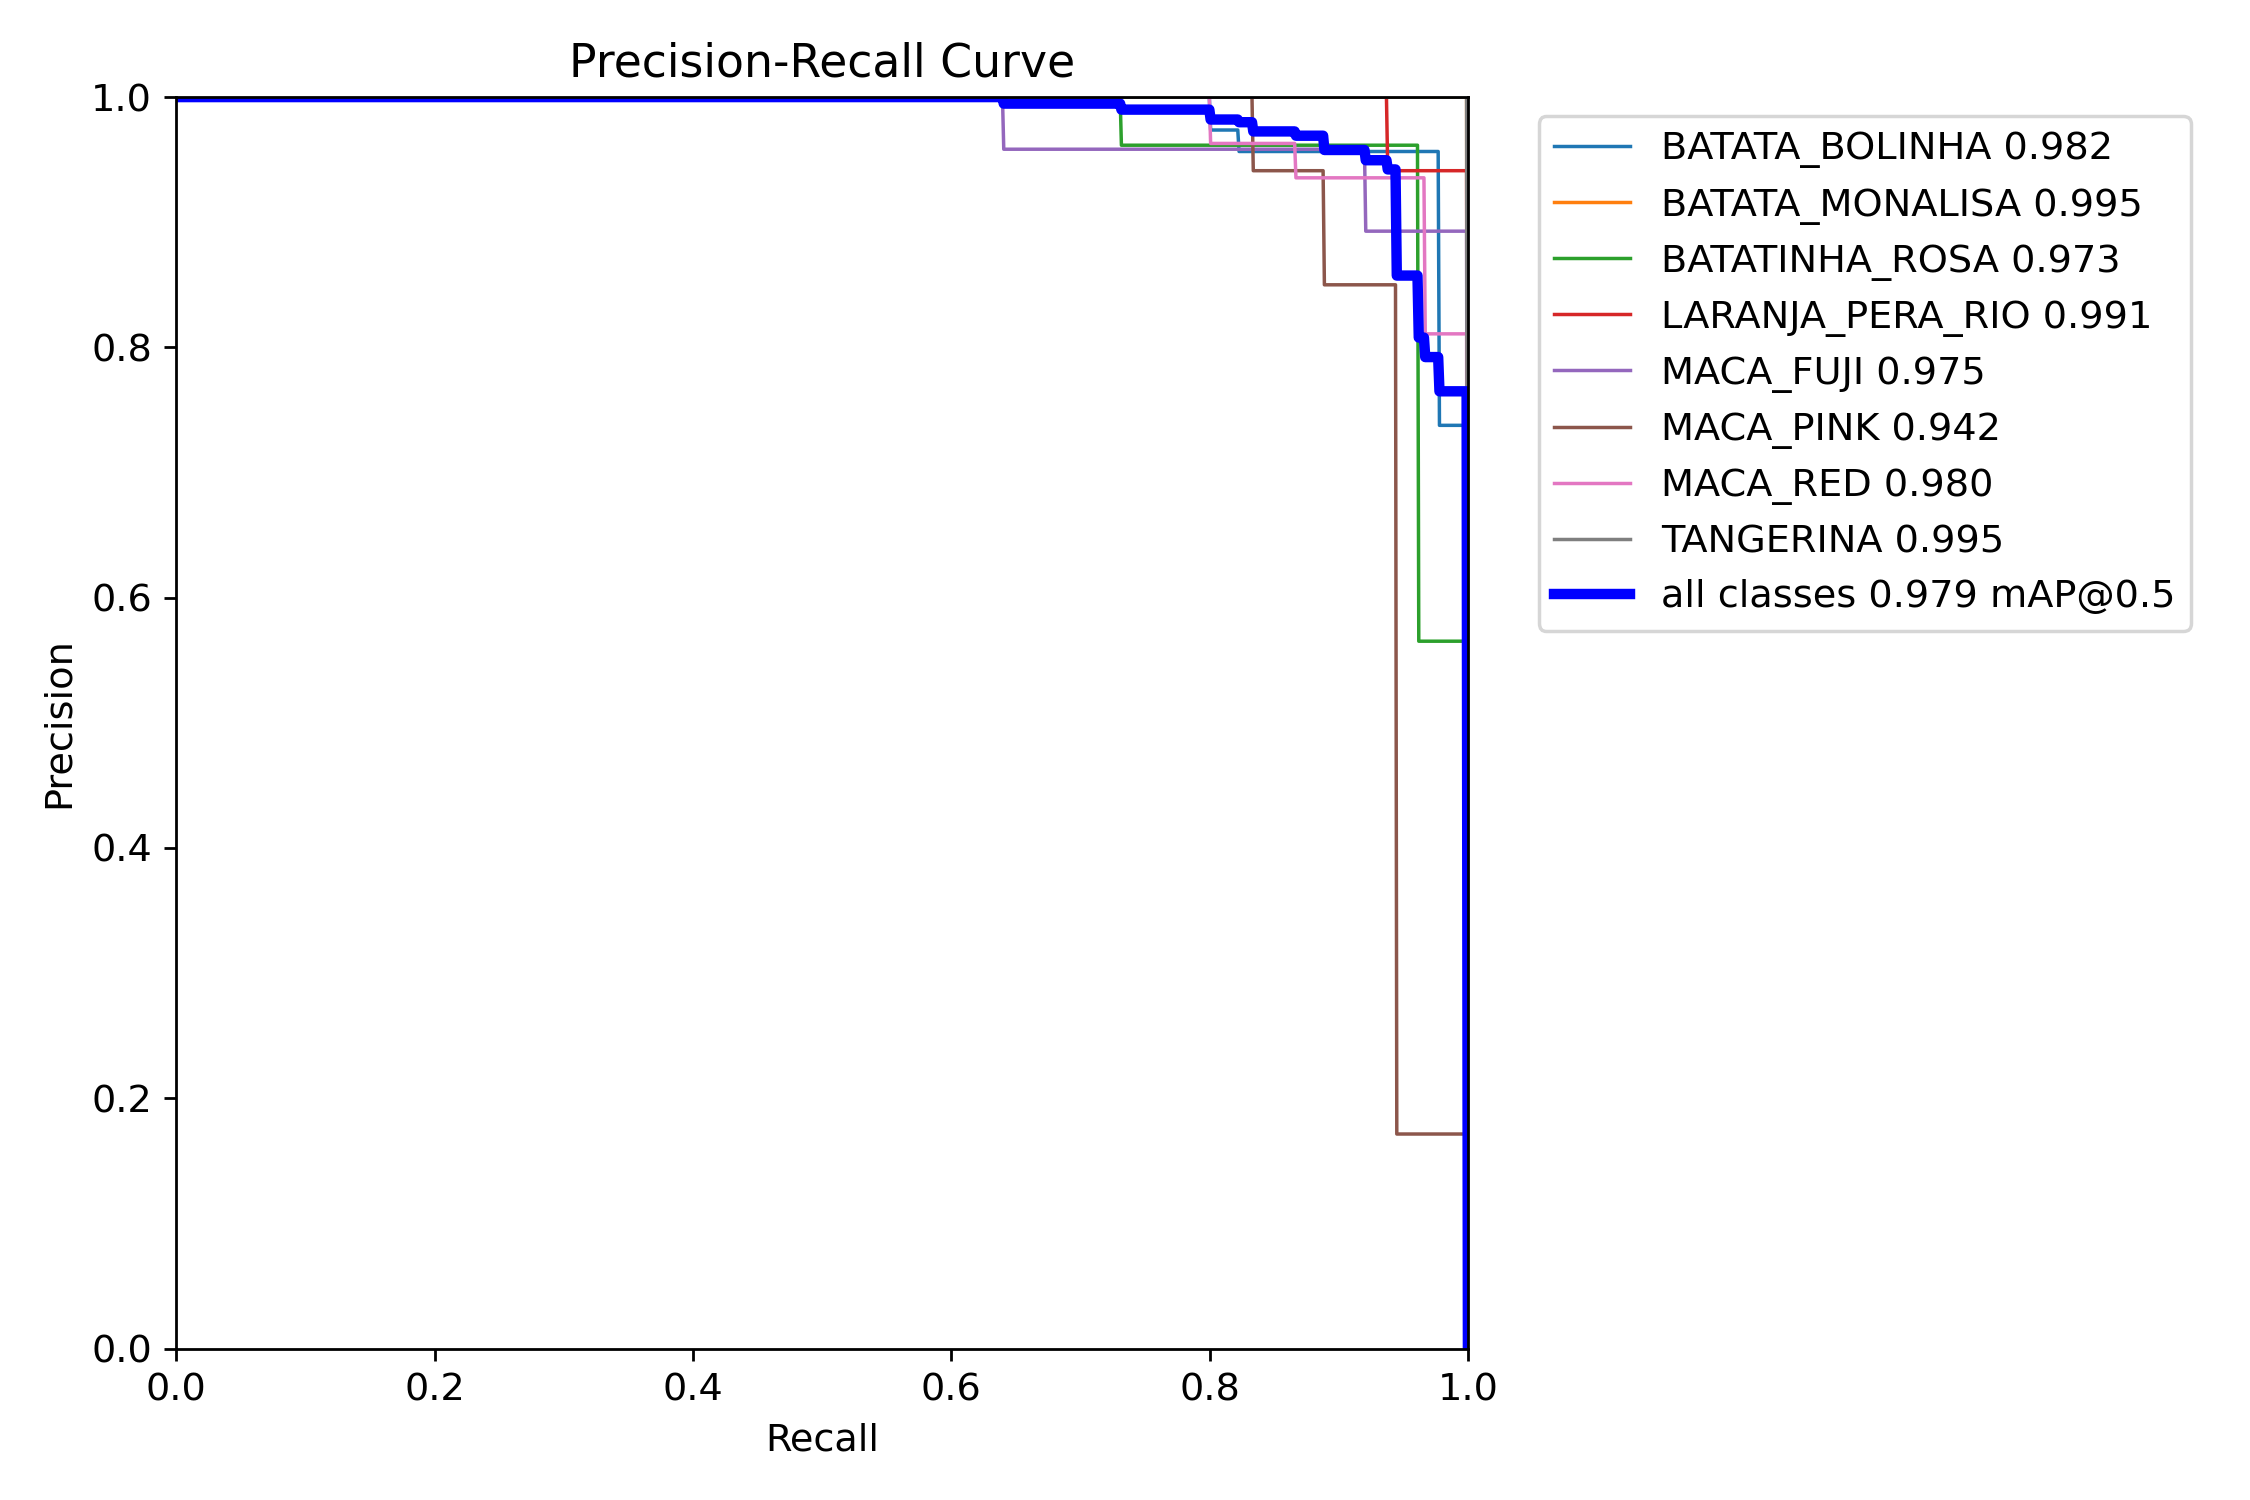 Precision-Recall Curve
1.0
0.8
0.6
0.4
0.2
0.0
Precision
0.0 0.2 0.4 0.6 0.8 1.0
Recall
BATATA_BOLINHA 0.982
BATATA_MONALISA 0.995
BATATINHA_ROSA 0.973
LARANJA_PERA_RIO 0.991
MACA_FUJI 0.975
MACA_PINK 0.942
MACA_RED 0.980
TANGERINA 0.995
all classes 0.979 mAP@0.5